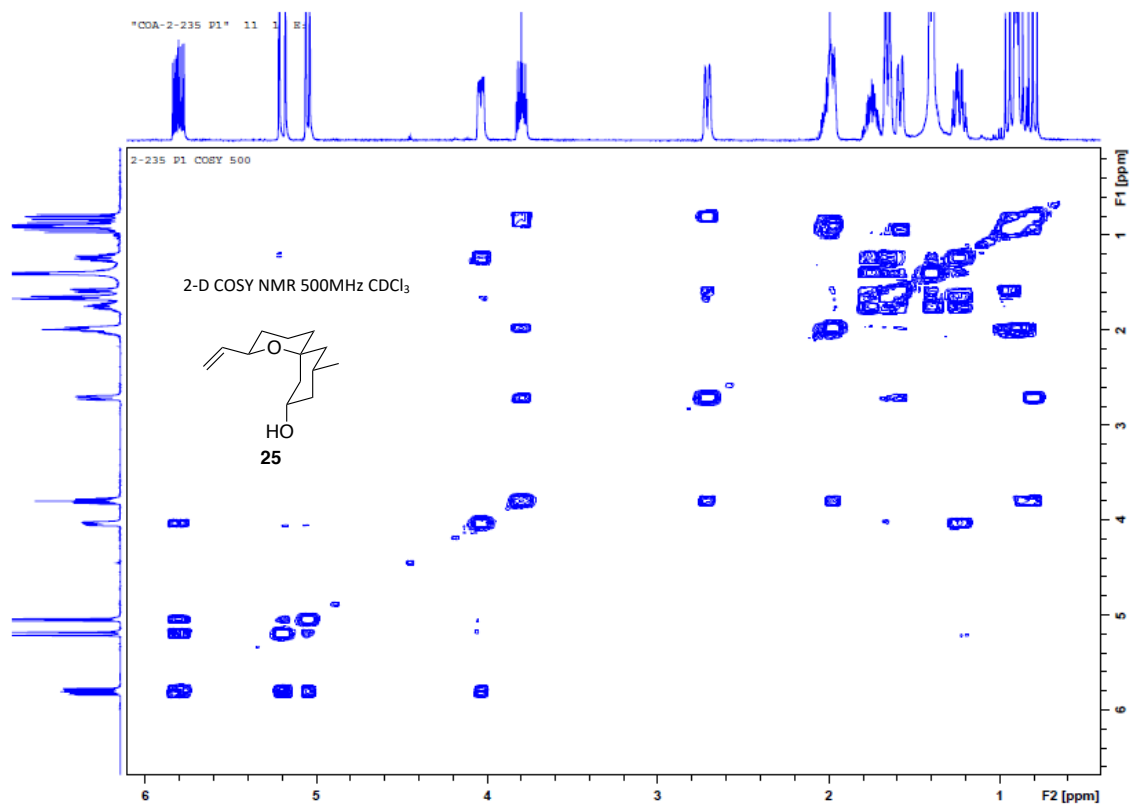 "COA-2-235 P1" 11 1
2-235 P1 COSY 500
2-D COSY NMR 500MHz CDCl₃
O
HO
25
F1 [ppm]
1
2
3
4
5
6
6 5 4 3 2 1 F2 [ppm]